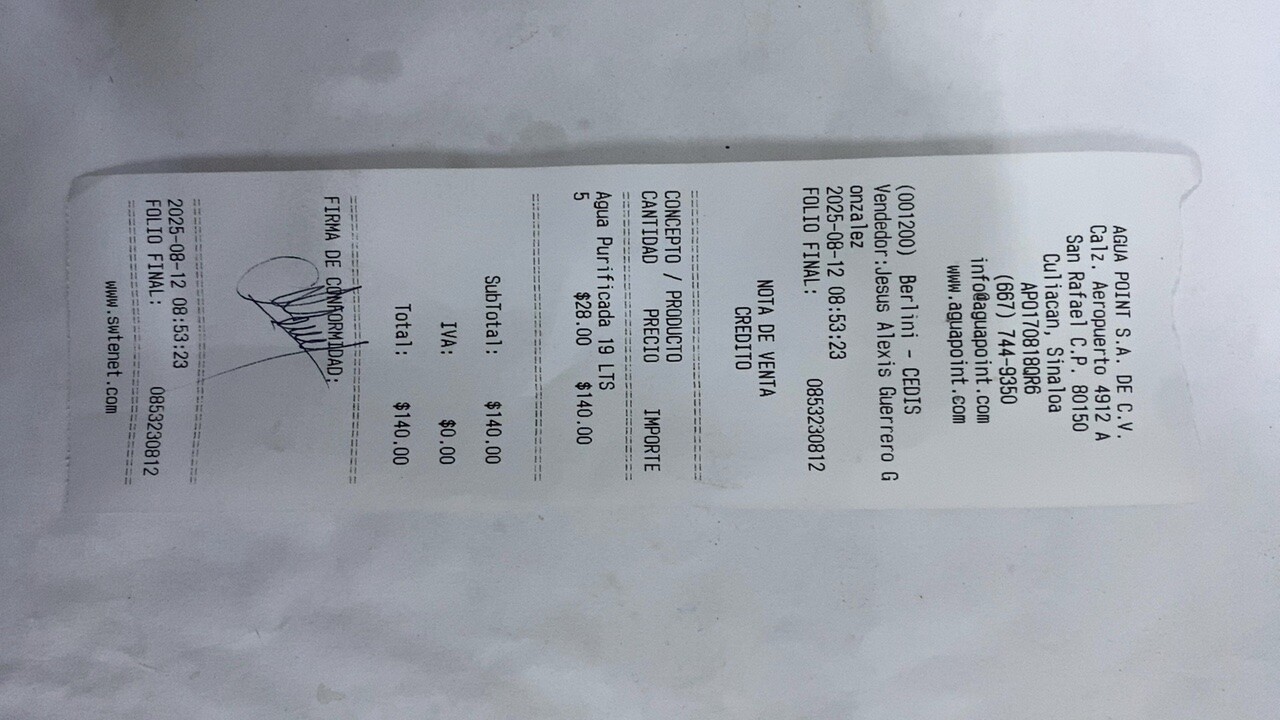 AGUA POINT S.A. DE C.V.
Calz. Aeropuerto 4912 A
San Rafael C.P. 80150
Culiacan, Sinaloa
APO170818QR6
(667) 744-9350
info@aguapoint.com
www.aguapoint.com
(001200) Berlini - CEDIS
Vendedor:Jesus Alexis Guerrero G
onzalez
2025-08-12 08:53:23
FOLIO FINAL: 0853230812
NOTA DE VENTA
CREDITO
================================
CONCEPTO / PRODUCTO
CANTIDAD PRECIO IMPORTE
================================
Agua Purificada 19 LTS
5 $28.00 $140.00
================================
SubTotal: $140.00
IVA: $0.00
Total: $140.00
================================
FIRMA DE CONFORMIDAD:
================================
2025-08-12 08:53:23
FOLIO FINAL: 0853230812
================================
www.swtenet.com